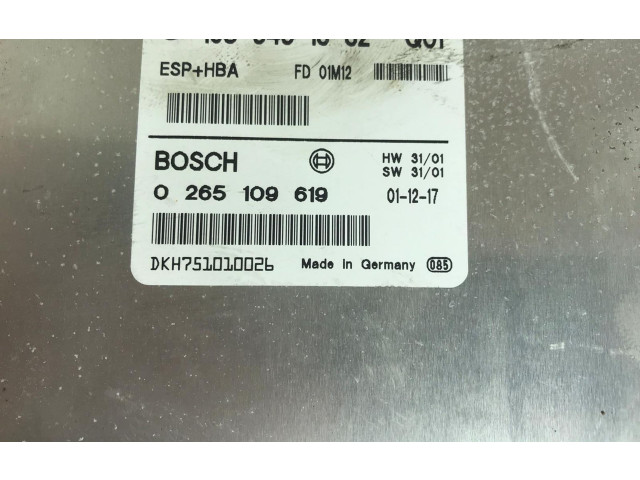 Q01
ESP+HBA FD 01M12
BOSCH HW 31/01
SW 31/01
0 265 109 619 01-12-17
DKH751010026 Made in Germany 085